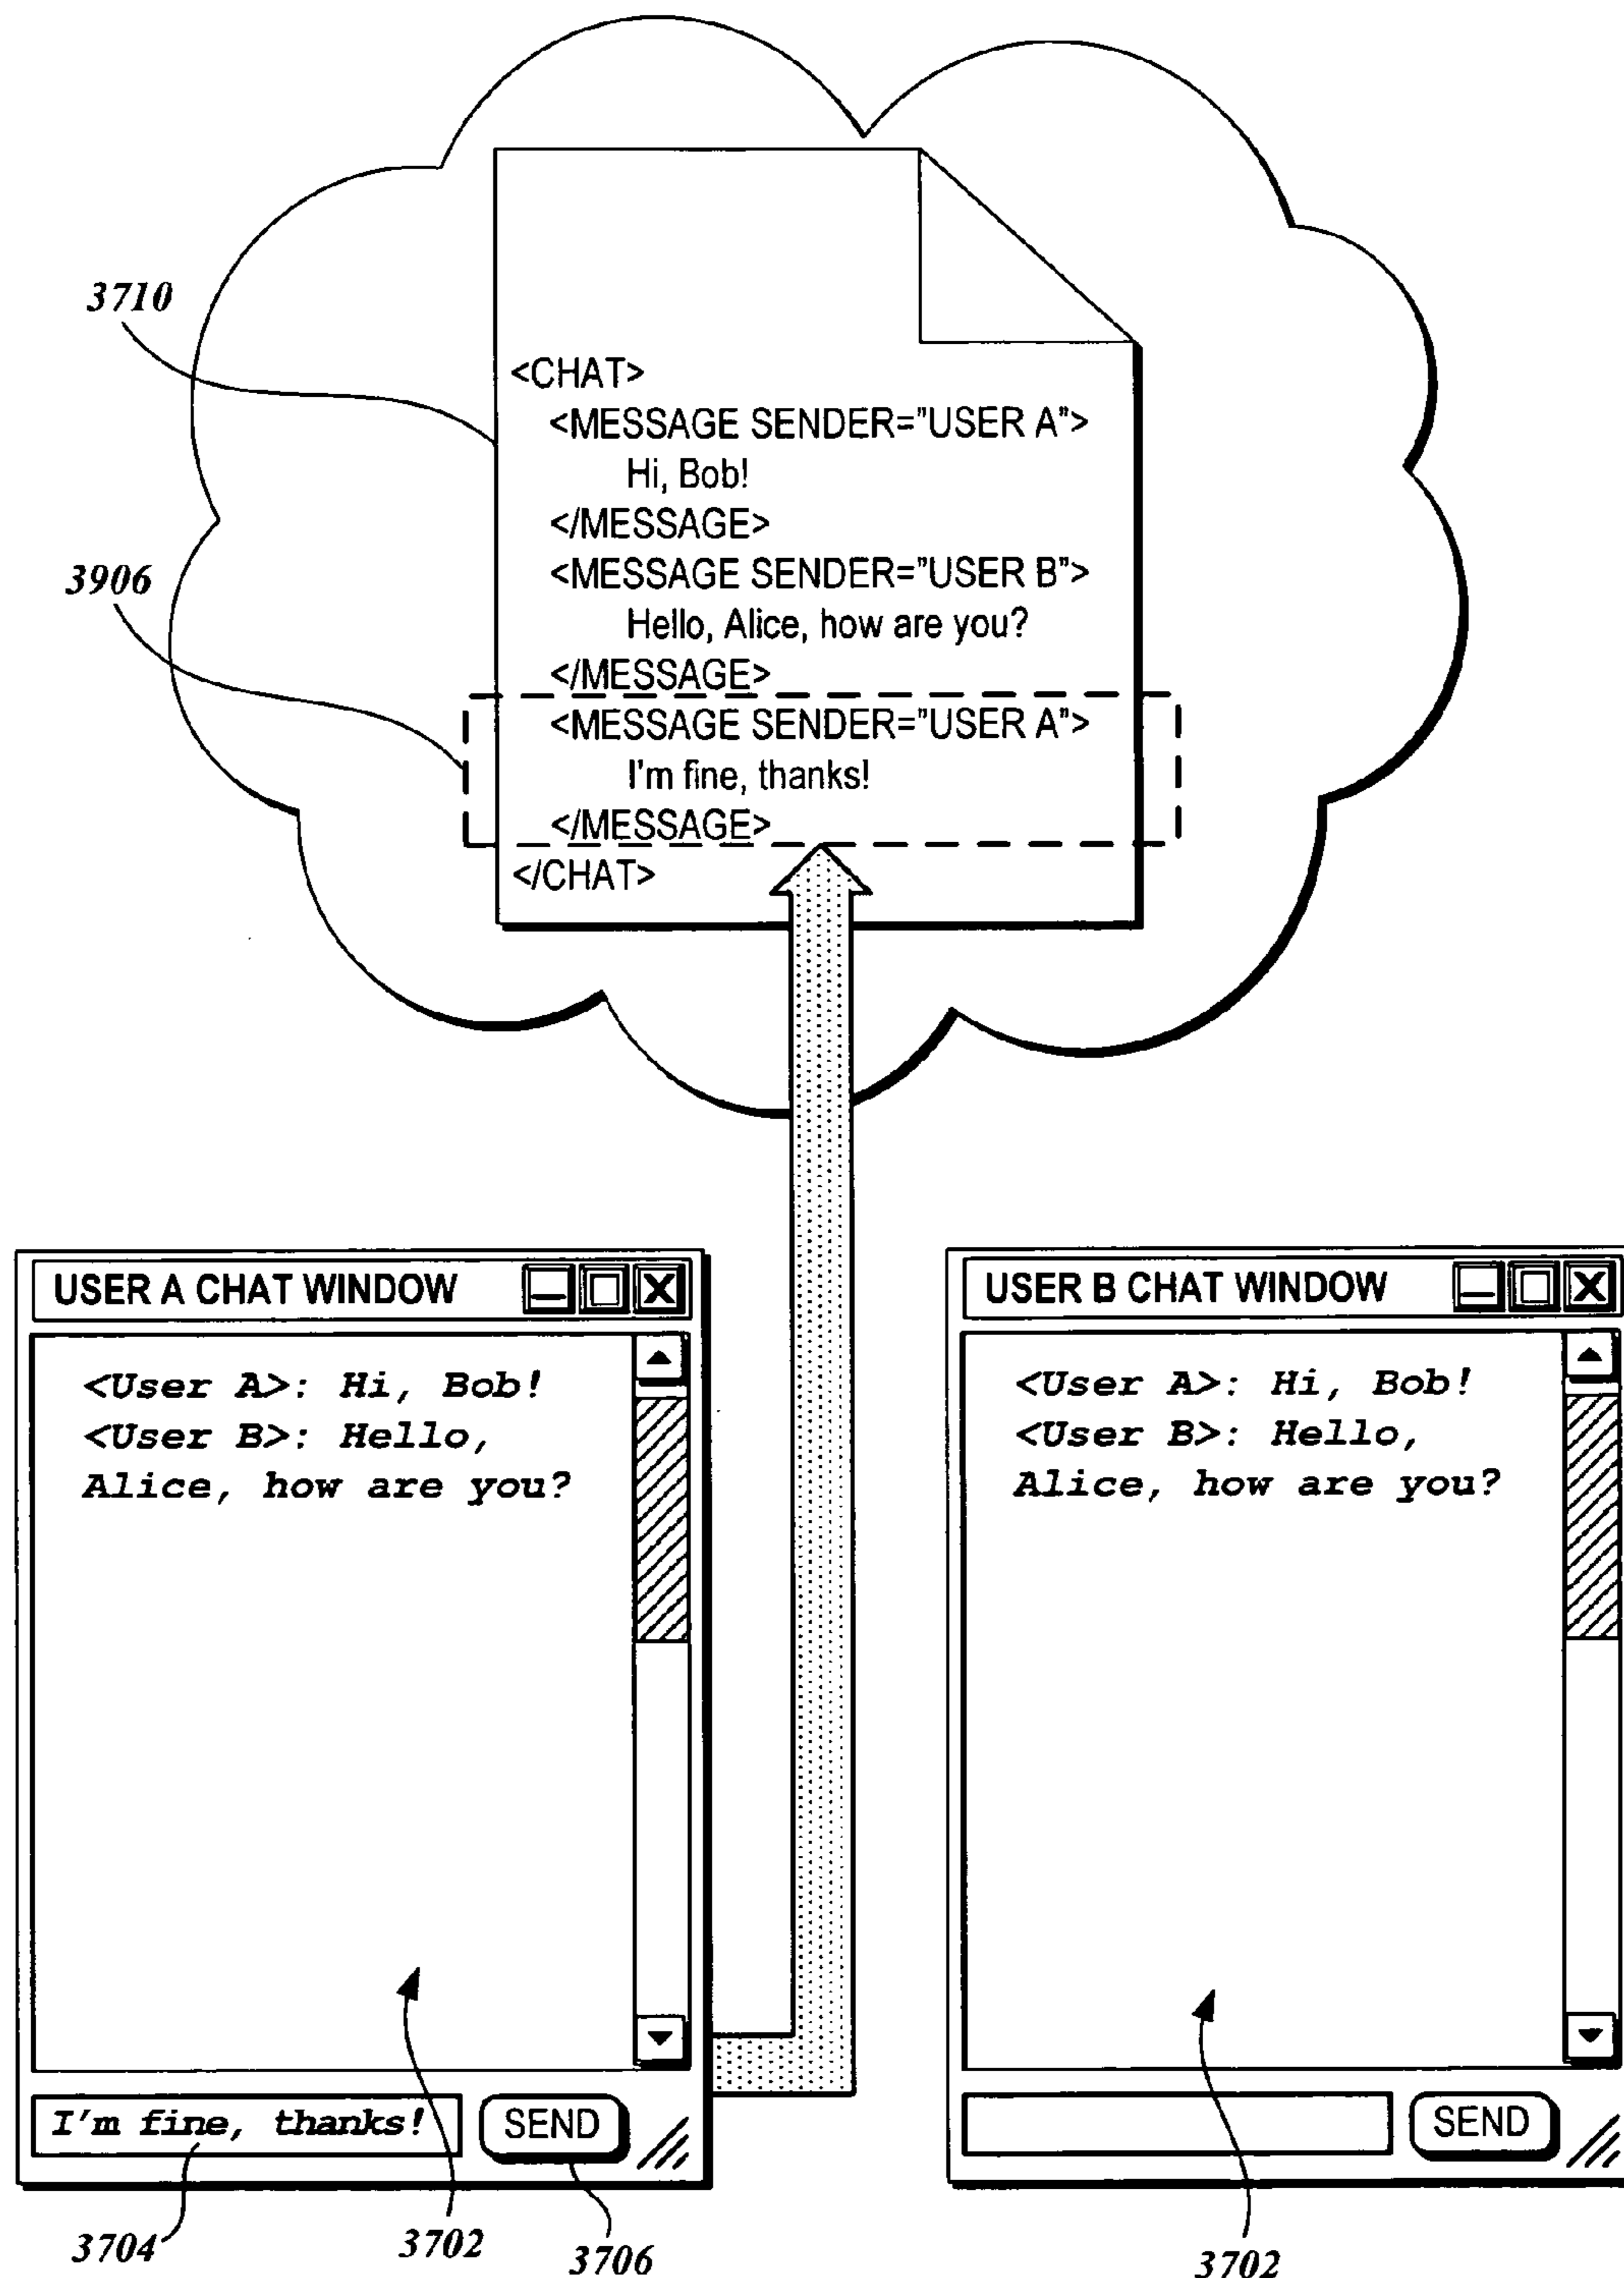 3710
<CHAT>
<MESSAGE SENDER="USER A">
Hi, Bob!
</MESSAGE>
<MESSAGE SENDER="USER B">
Hello, Alice, how are you?
</MESSAGE>
3906
<MESSAGE SENDER="USER A">
I'm fine, thanks!
</MESSAGE>
</CHAT>
USER A CHAT WINDOW
<User A>: Hi, Bob!
<User B>: Hello,
Alice, how are you?
I'm fine, thanks!
SEND
3704
3702
3706
USER B CHAT WINDOW
<User A>: Hi, Bob!
<User B>: Hello,
Alice, how are you?
SEND
3702